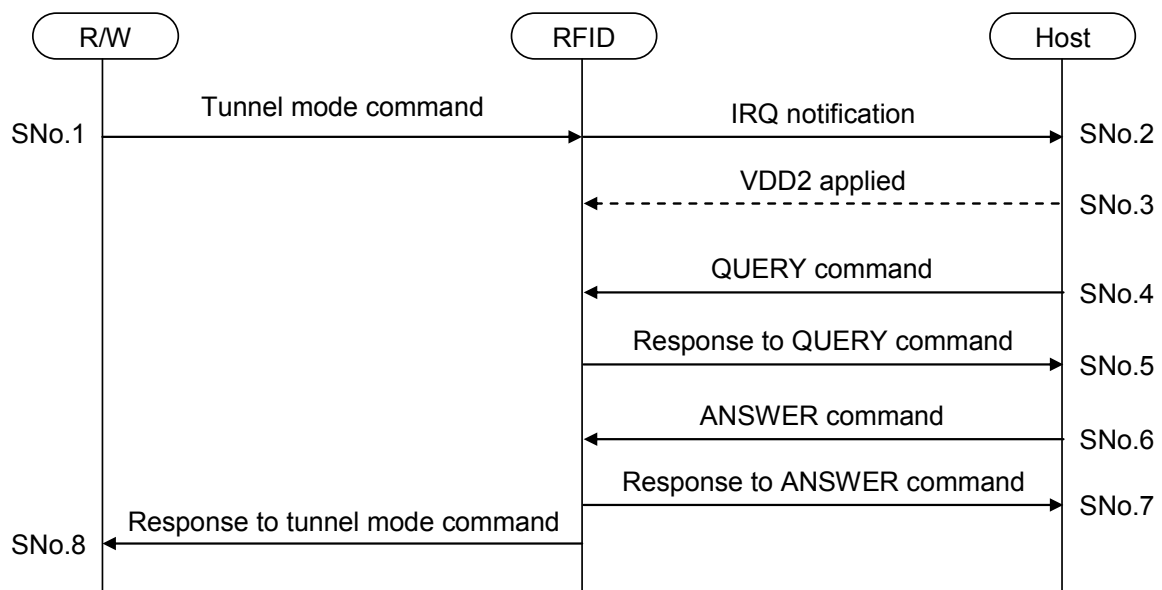 R/W
RFID
Host
Tunnel mode command
IRQ notification
SNo.1
SNo.2
VDD2 applied
SNo.3
QUERY command
SNo.4
Response to QUERY command
SNo.5
ANSWER command
SNo.6
Response to ANSWER command
SNo.7
Response to tunnel mode command
SNo.8